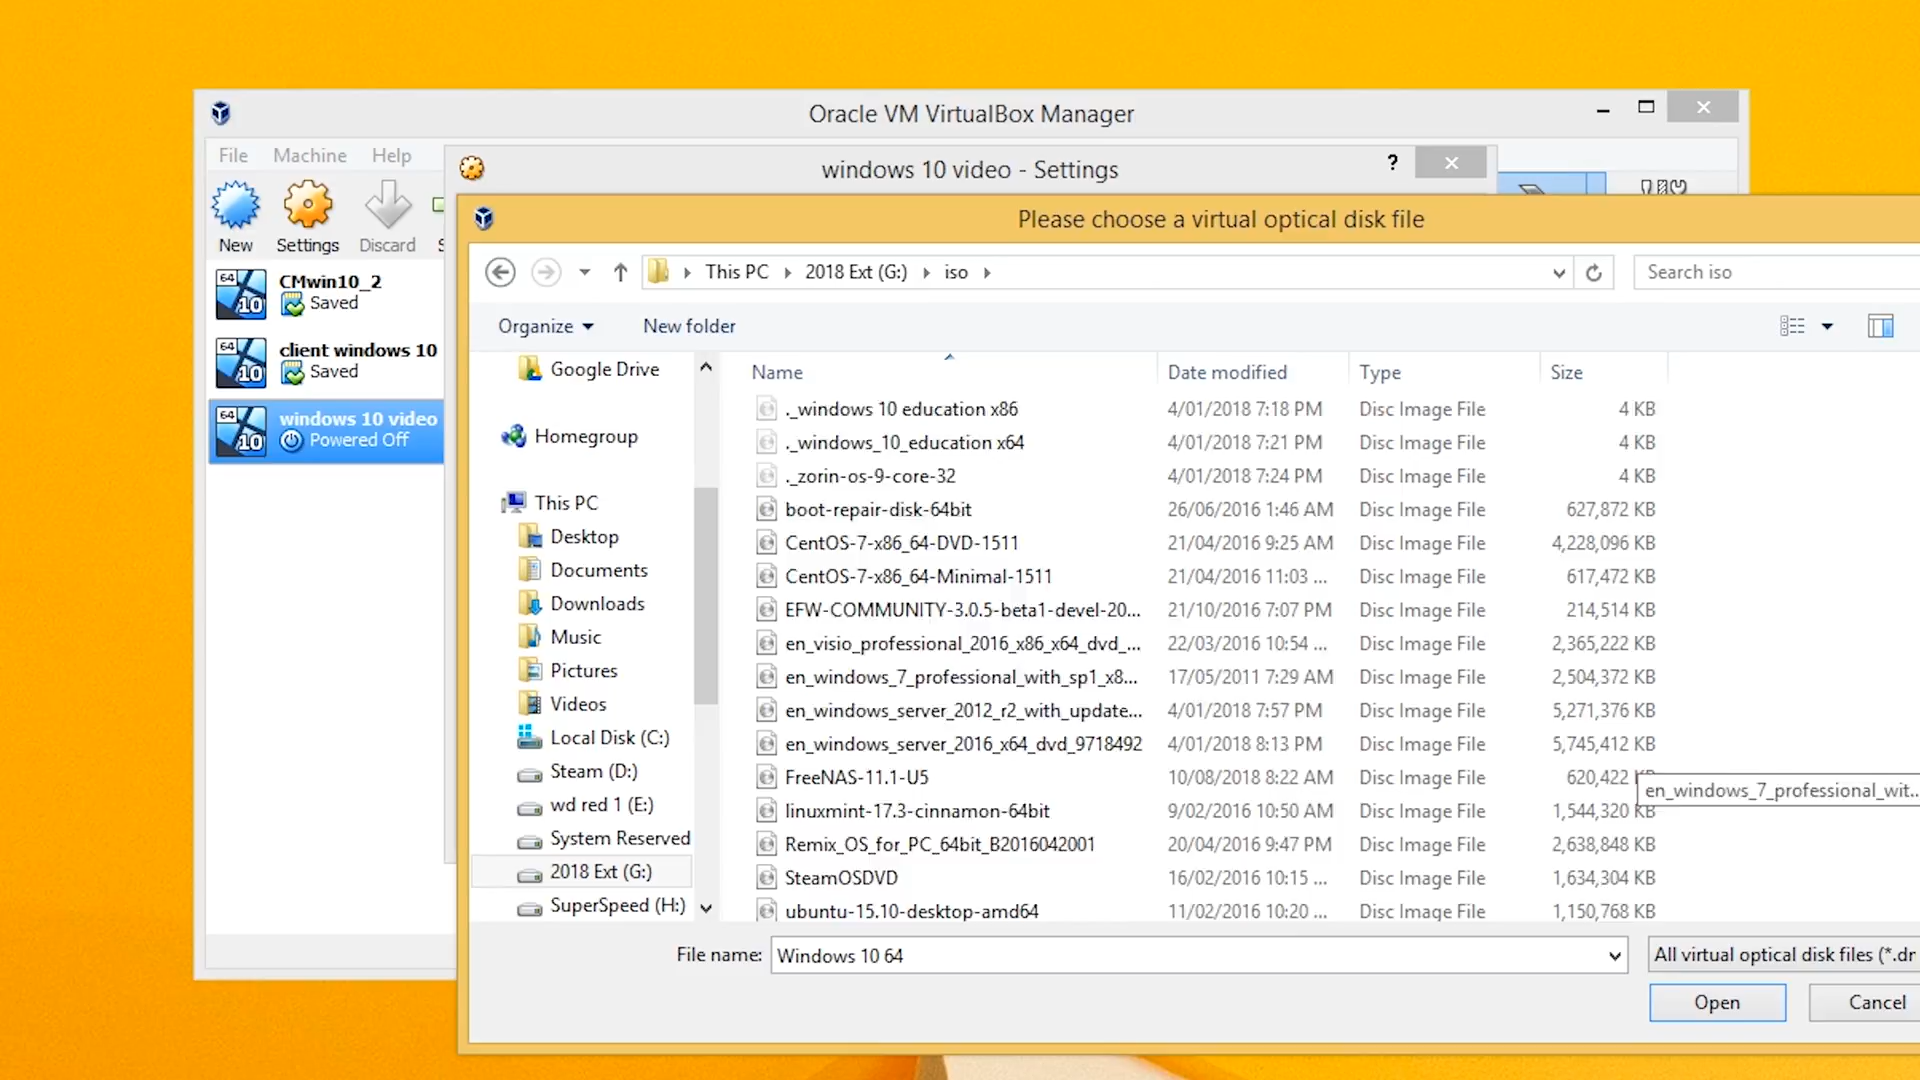 Oracle VM VirtualBox Manager
File Machine Help
windows 10 video - Settings
?
New Settings Discard
Please choose a virtual optical disk file
This PC 2018 Ext (G:) iso
Search iso
Organize New folder
64 10 CMwin10_2
Saved
64 10 client windows 10
Saved
64 10 windows 10 video
Powered Off
Google Drive
Homegroup
This PC
Desktop
Documents
Downloads
Music
Pictures
Videos
Local Disk (C:)
Steam (D:)
wd red 1 (E:)
System Reserved
2018 Ext (G:)
SuperSpeed (H:)
Name Date modified Type Size
._windows 10 education x86 4/01/2018 7:18 PM Disc Image File 4 KB
._windows_10_education x64 4/01/2018 7:21 PM Disc Image File 4 KB
._zorin-os-9-core-32 4/01/2018 7:24 PM Disc Image File 4 KB
boot-repair-disk-64bit 26/06/2016 1:46 AM Disc Image File 627,872 KB
CentOS-7-x86_64-DVD-1511 21/04/2016 9:25 AM Disc Image File 4,228,096 KB
CentOS-7-x86_64-Minimal-1511 21/04/2016 11:03 ... Disc Image File 617,472 KB
EFW-COMMUNITY-3.0.5-beta1-devel-20... 21/10/2016 7:07 PM Disc Image File 214,514 KB
en_visio_professional_2016_x86_x64_dvd_... 22/03/2016 10:54 ... Disc Image File 2,365,222 KB
en_windows_7_professional_with_sp1_x8... 17/05/2011 7:29 AM Disc Image File 2,504,372 KB
en_windows_server_2012_r2_with_update... 4/01/2018 7:57 PM Disc Image File 5,271,376 KB
en_windows_server_2016_x64_dvd_9718492 4/01/2018 8:13 PM Disc Image File 5,745,412 KB
FreeNAS-11.1-U5 10/08/2018 8:22 AM Disc Image File 620,422 KB
en_windows_7_professional_wit...
linuxmint-17.3-cinnamon-64bit 9/02/2016 10:50 AM Disc Image File 1,544,320 KB
Remix_OS_for_PC_64bit_B2016042001 20/04/2016 9:47 PM Disc Image File 2,638,848 KB
SteamOSDVD 16/02/2016 10:15 ... Disc Image File 1,634,304 KB
ubuntu-15.10-desktop-amd64 11/02/2016 10:20 ... Disc Image File 1,150,768 KB
File name: Windows 10 64
All virtual optical disk files (*.dr
Open Cancel